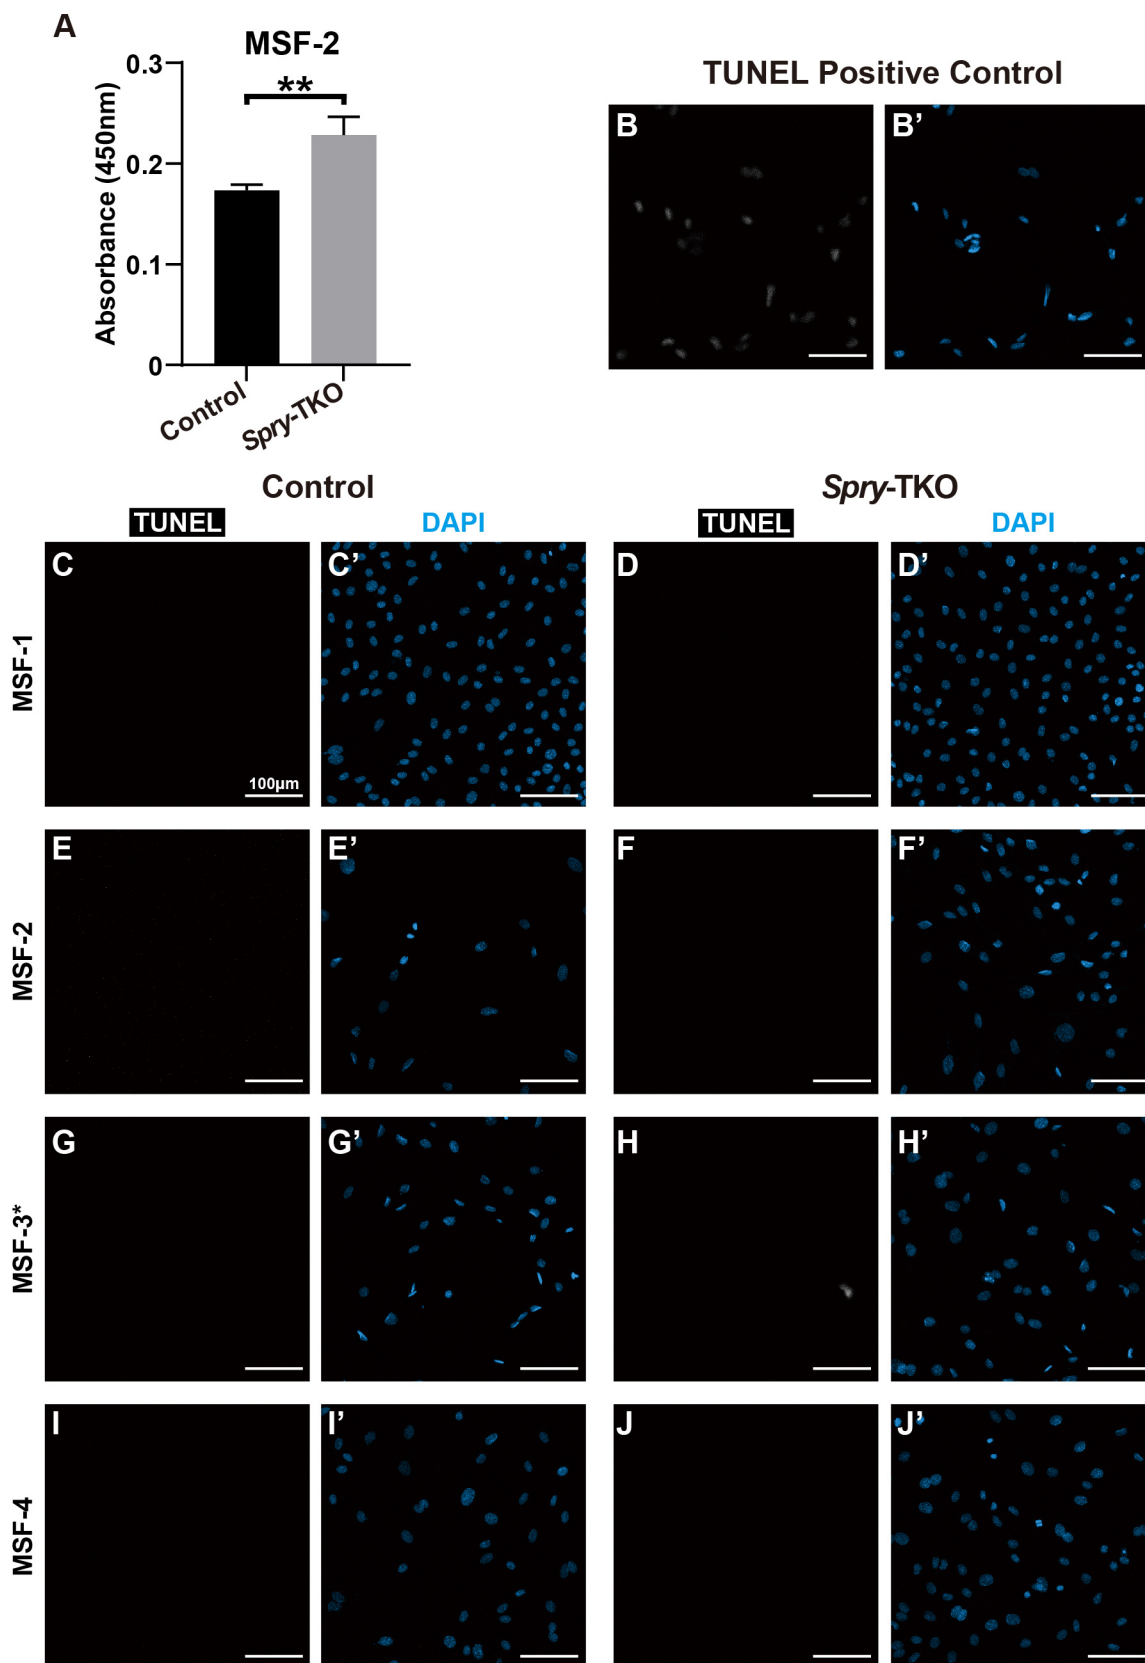 A
MSF-2
**
0.3
0.2
0.1
0
Absorbance (450nm)
Control
Spry-TKO
TUNEL Positive Control
B
B’
Control
Spry-TKO
TUNEL
DAPI
TUNEL
DAPI
MSF-1
C
C’
D
D’
100μm
MSF-2
E
E’
F
F’
MSF-3*
G
G’
H
H’
MSF-4
I
I’
J
J’